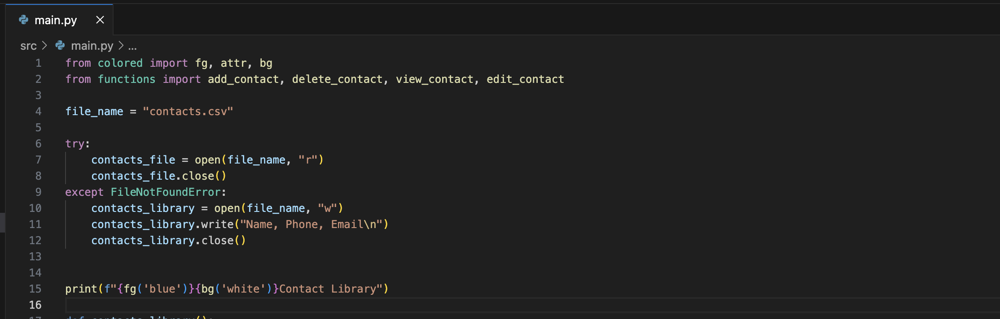 main.py
src > main.py > ...
1 from colored import fg, attr, bg
2 from functions import add_contact, delete_contact, view_contact, edit_contact
3
4 file_name = "contacts.csv"
5
6 try:
7     contacts_file = open(file_name, "r")
8     contacts_file.close()
9 except FileNotFoundError:
10     contacts_library = open(file_name, "w")
11     contacts_library.write("Name, Phone, Email\n")
12     contacts_library.close()
13
14
15 print(f"{fg('blue')}{bg('white')}Contact Library")
16
17 def contacts_library():